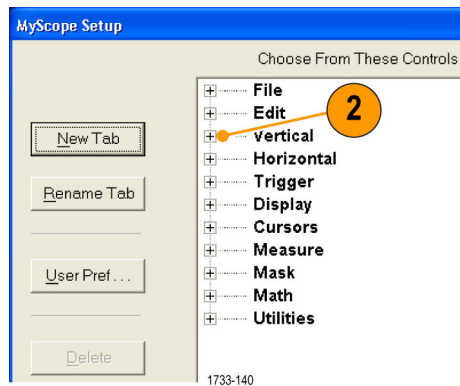 MyScope Setup
Choose From These Controls
File
Edit
2
Vertical
New Tab
Horizontal
Trigger
Rename Tab
Display
Cursors
Measure
User Pref...
Mask
Math
Utilities
Delete
1733-140